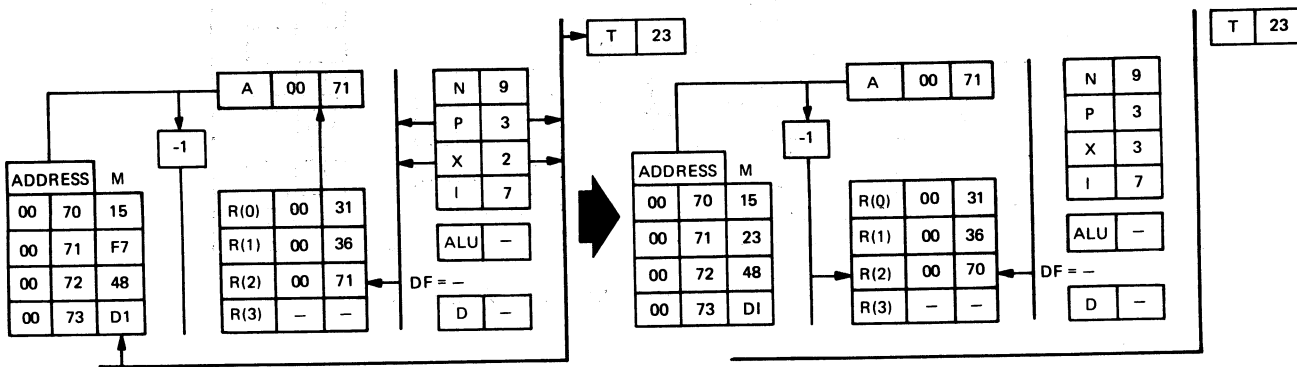 T 23
A 00 71
-1
N 9
P 3
X 2
I 7
ADDRESS M
00 70 15
00 71 F7
00 72 48
00 73 D1
R(0) 00 31
R(1) 00 36
R(2) 00 71
R(3) – –
ALU –
DF = –
D –
T 23
A 00 71
-1
N 9
P 3
X 3
I 7
ADDRESS M
00 70 15
00 71 23
00 72 48
00 73 DI
R(0) 00 31
R(1) 00 36
R(2) 00 70
R(3) – –
ALU –
DF = –
D –